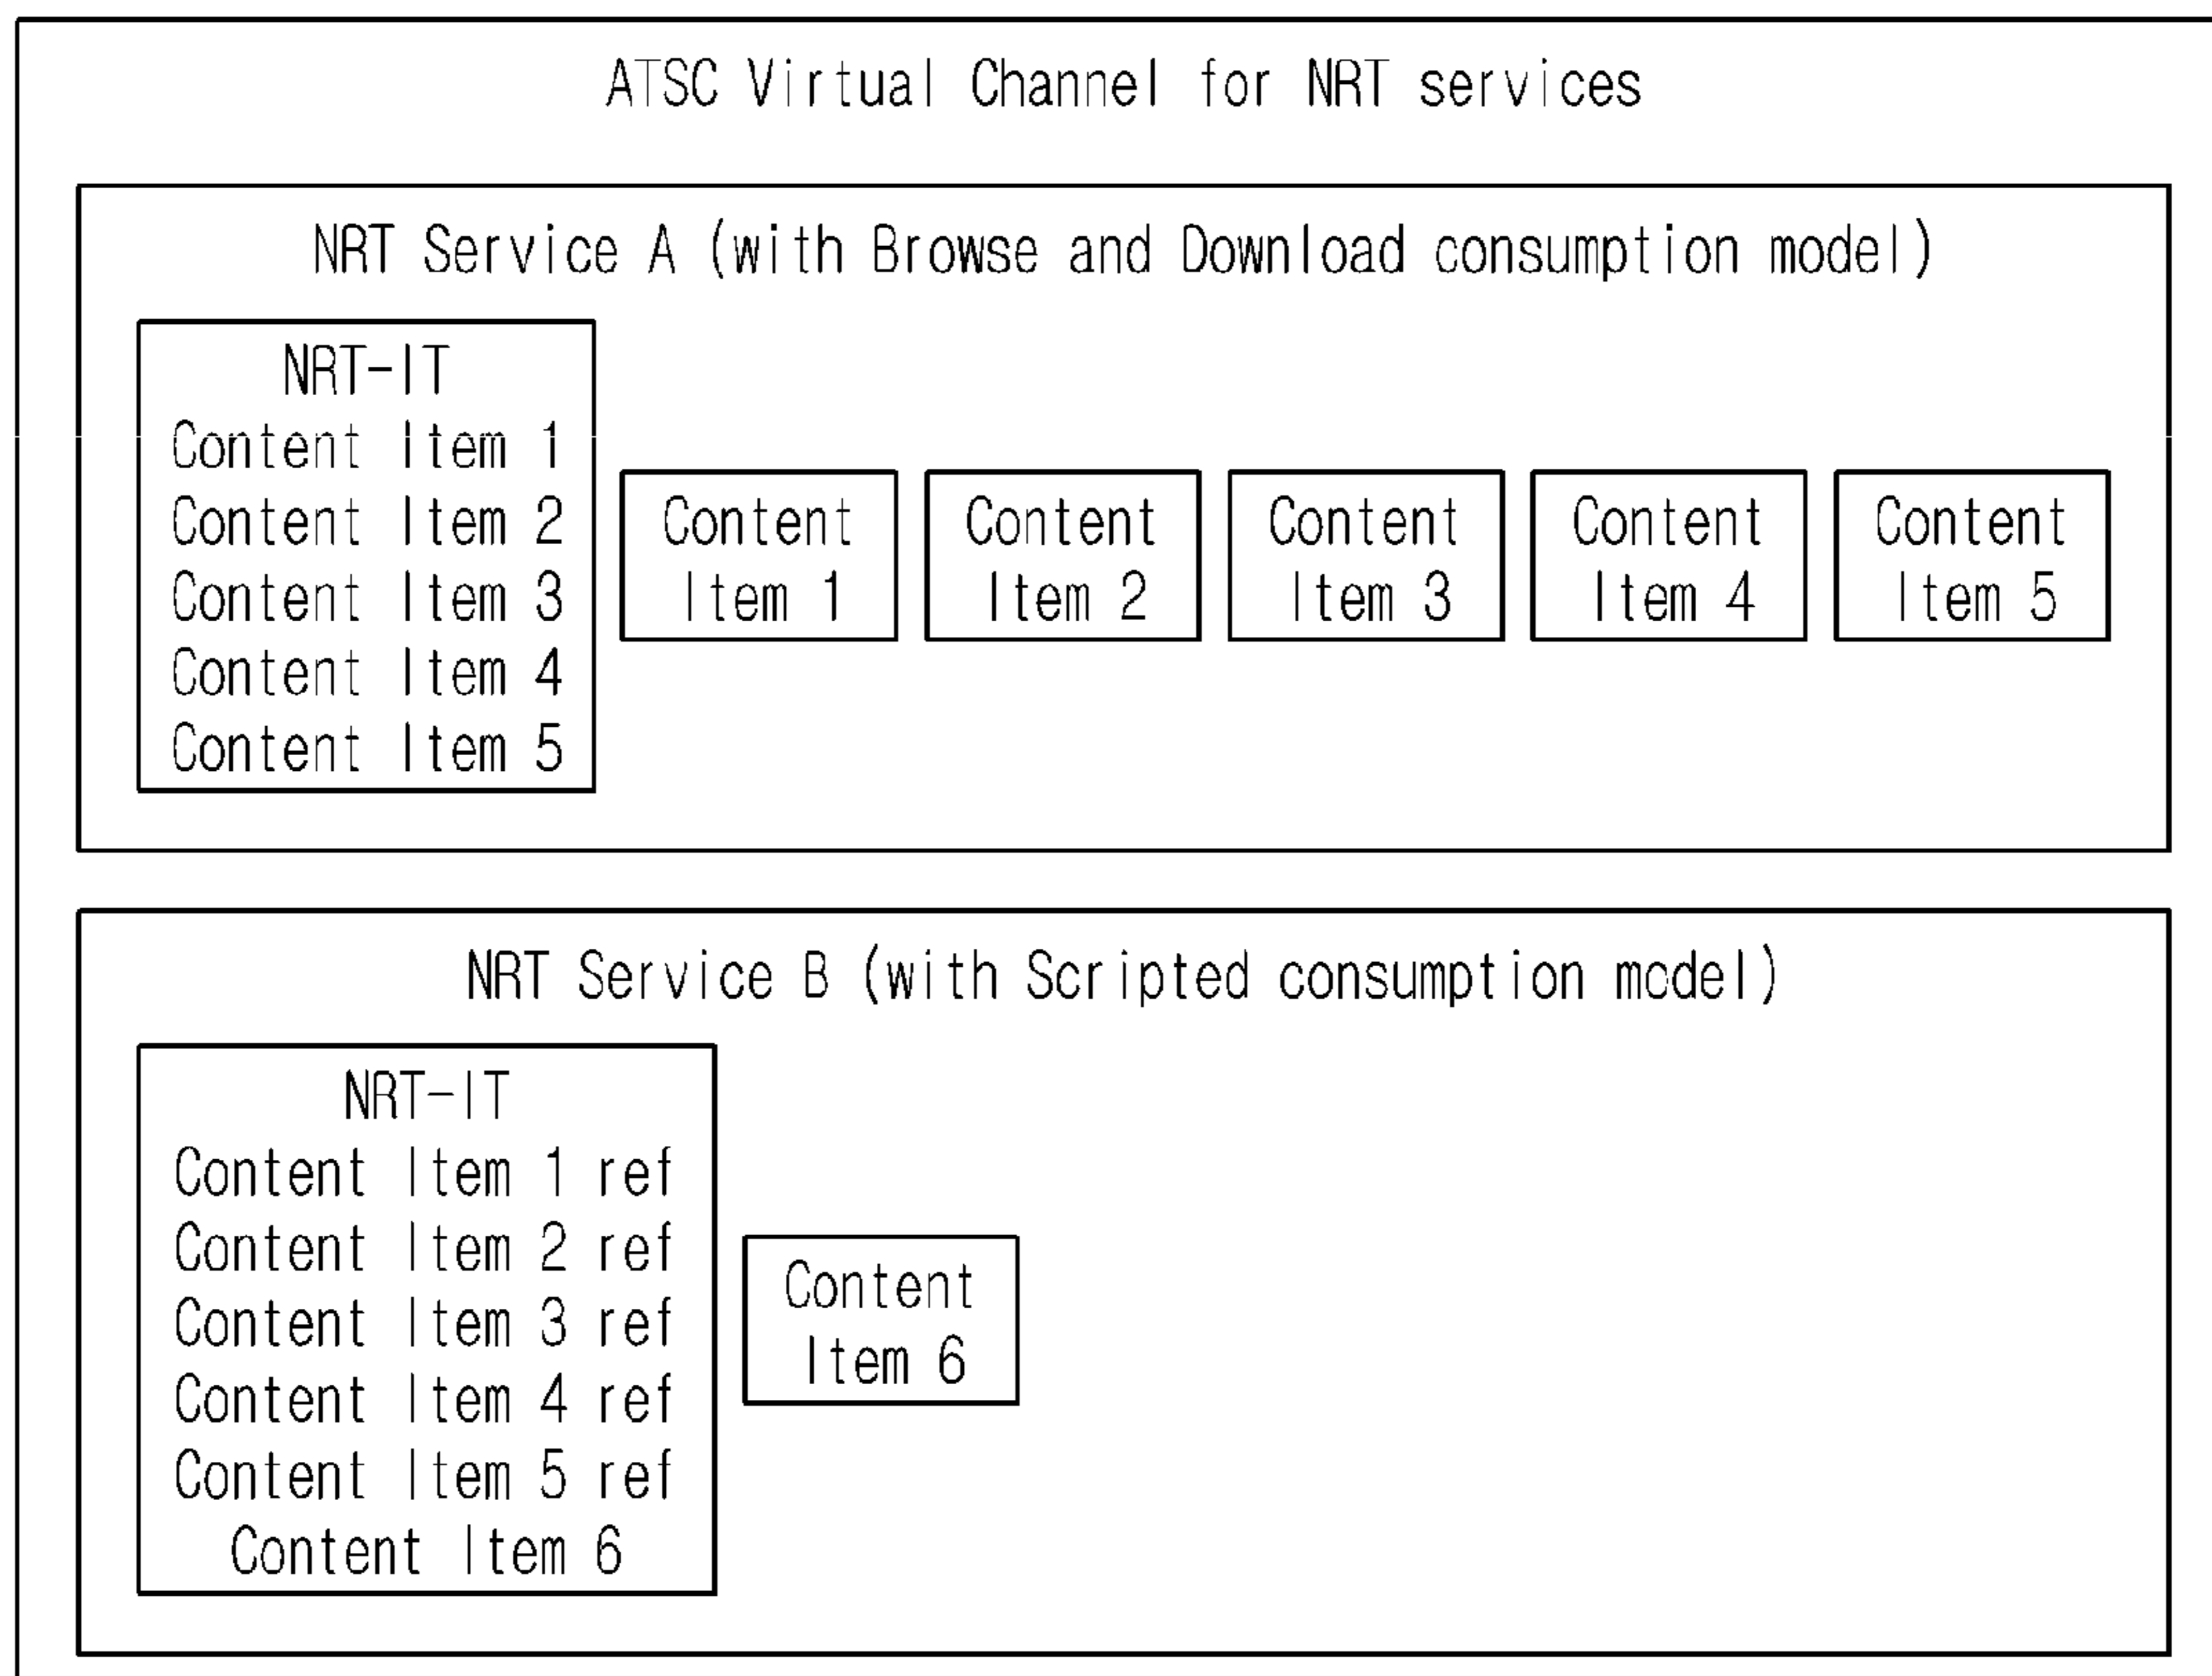 ATSC Virtual Channel for NRT services
NRT Service A (with Browse and Download consumption model)
NRT-IT
Content Item 1
Content Item 2
Content Item 3
Content Item 4
Content Item 5
Content
Item 1
Content
Item 2
Content
Item 3
Content
Item 4
Content
Item 5
NRT Service B (with Scripted consumption model)
NRT-IT
Content Item 1 ref
Content Item 2 ref
Content Item 3 ref
Content Item 4 ref
Content Item 5 ref
Content Item 6
Content
Item 6